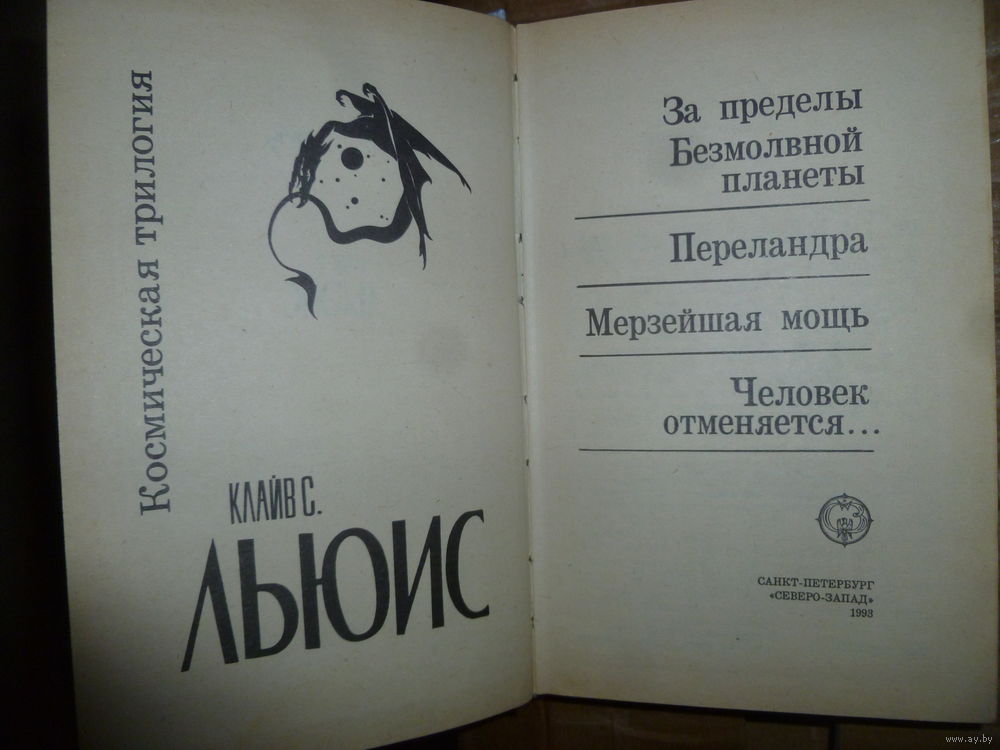 Космическая трилогия
КЛАЙВ С.
ЛЬЮИС
За пределы
Безмолвной
планеты
Переландра
Мерзейшая мощь
Человек
отменяется...
САНКТ-ПЕТЕРБУРГ
«СЕВЕРО-ЗАПАД»
1993
www.ay.by